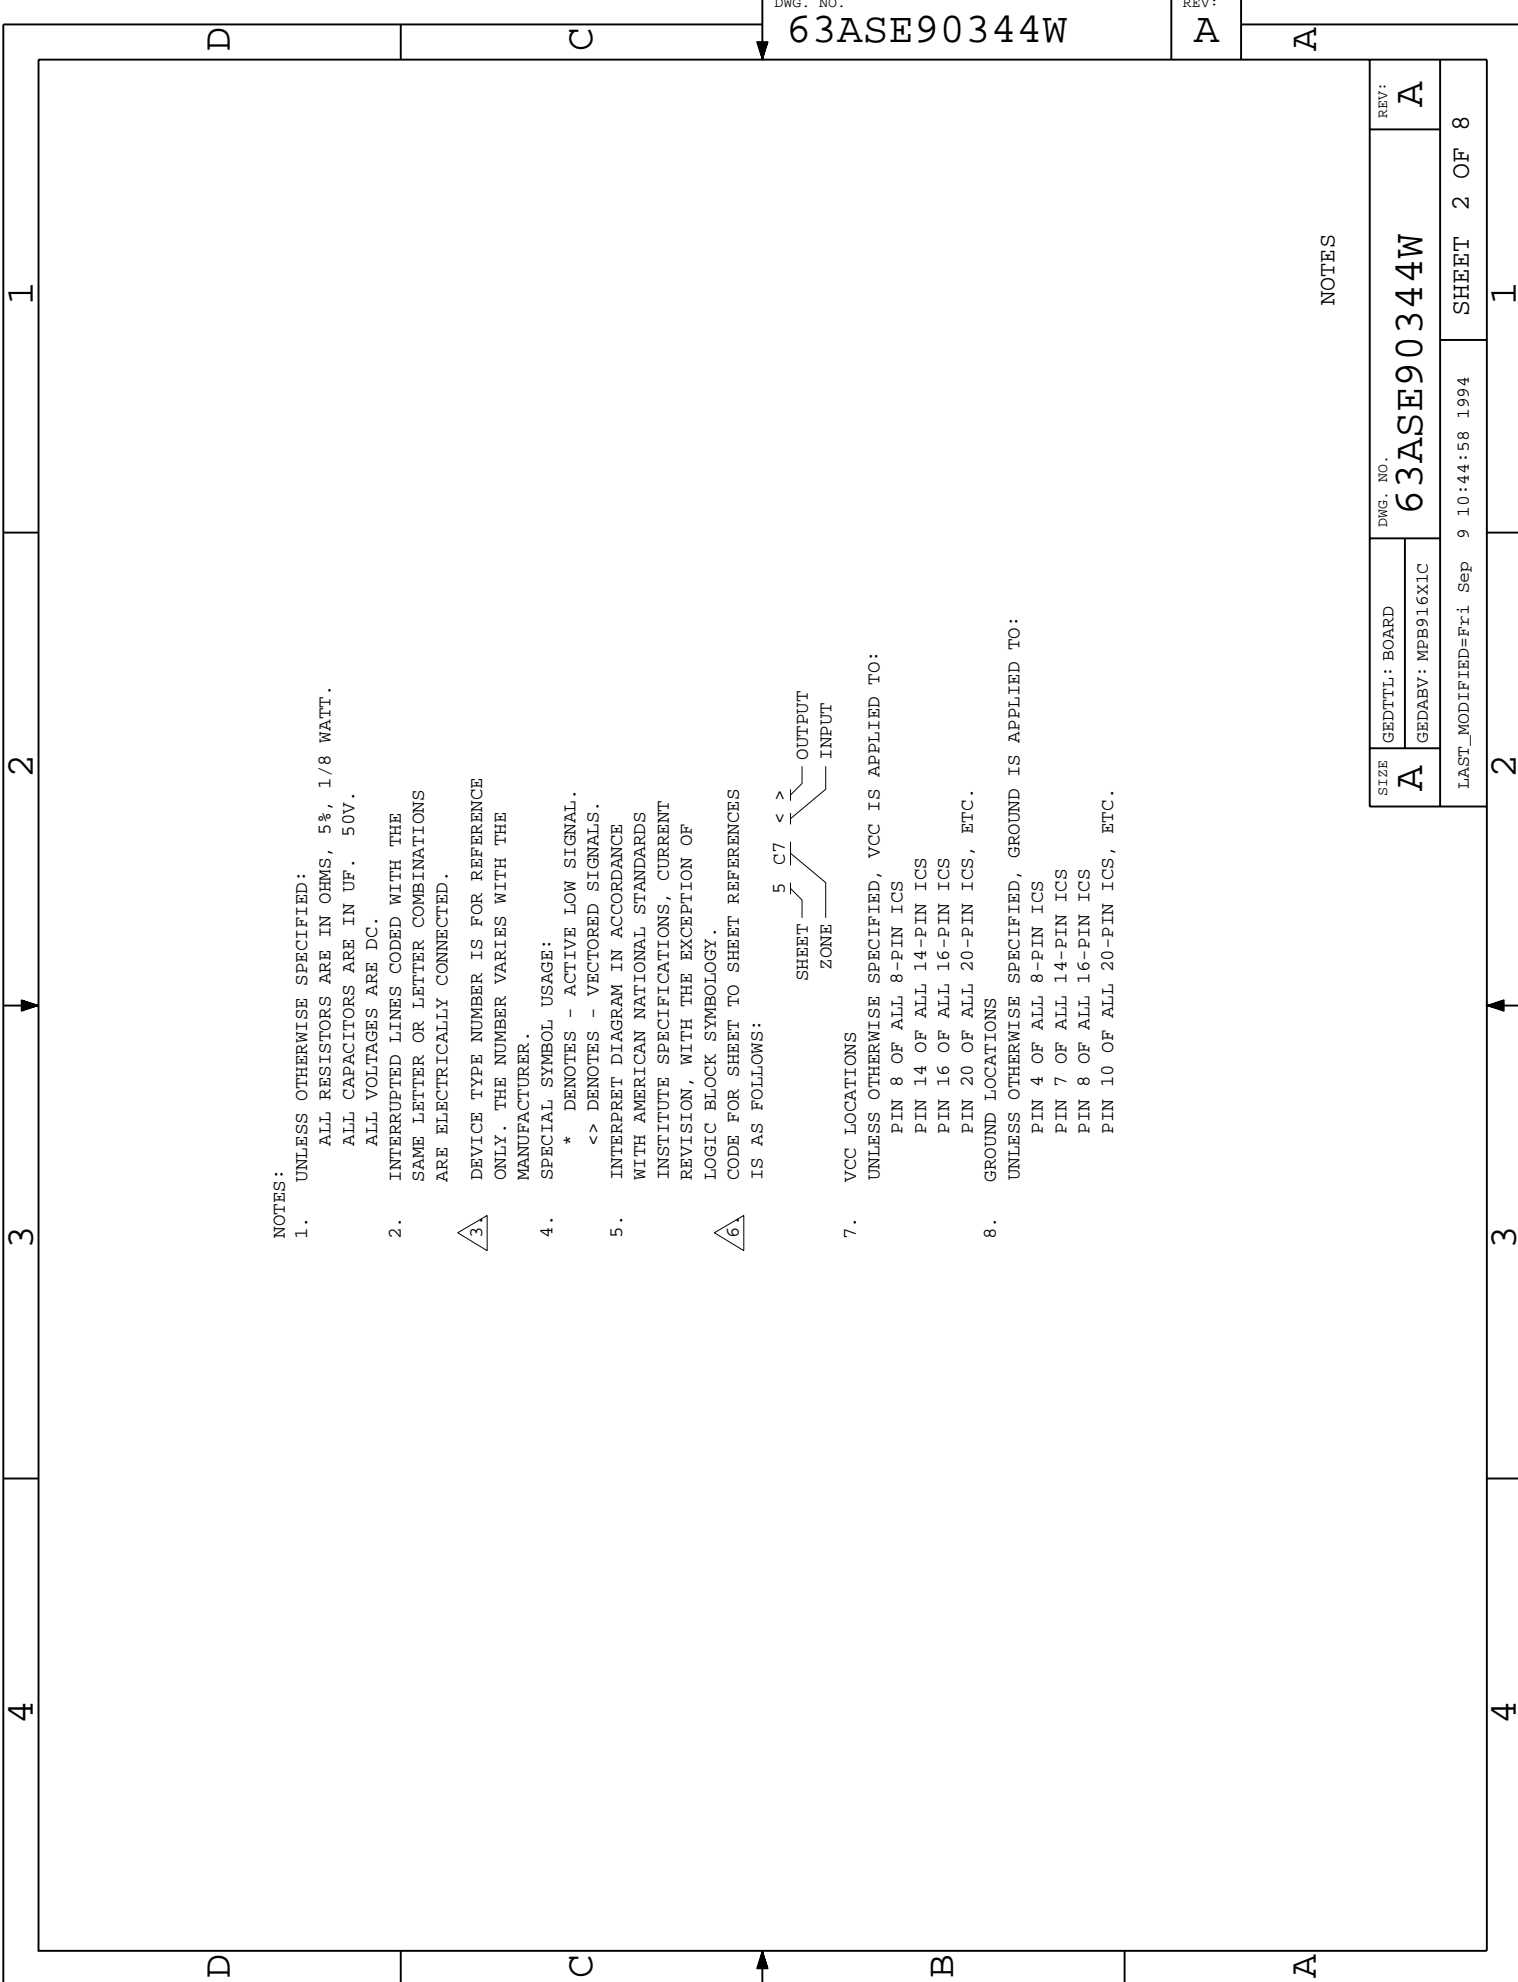 DWG. NO.
63ASE90344W
REV:
A
4
3
2
1
D
C
B
A
D
C
A
NOTES:
1. UNLESS OTHERWISE SPECIFIED:
ALL RESISTORS ARE IN OHMS, 5%, 1/8 WATT.
ALL CAPACITORS ARE IN UF. 50V.
ALL VOLTAGES ARE DC.
2. INTERRUPTED LINES CODED WITH THE
SAME LETTER OR LETTER COMBINATIONS
ARE ELECTRICALLY CONNECTED.
3. DEVICE TYPE NUMBER IS FOR REFERENCE
ONLY. THE NUMBER VARIES WITH THE
MANUFACTURER.
4. SPECIAL SYMBOL USAGE:
* DENOTES - ACTIVE LOW SIGNAL.
<> DENOTES - VECTORED SIGNALS.
5. INTERPRET DIAGRAM IN ACCORDANCE
WITH AMERICAN NATIONAL STANDARDS
INSTITUTE SPECIFICATIONS, CURRENT
REVISION, WITH THE EXCEPTION OF
LOGIC BLOCK SYMBOLOGY.
6. CODE FOR SHEET TO SHEET REFERENCES
IS AS FOLLOWS:
5 C7 < >
SHEET OUTPUT
ZONE INPUT
7. VCC LOCATIONS
UNLESS OTHERWISE SPECIFIED, VCC IS APPLIED TO:
PIN 8 OF ALL 8-PIN ICS
PIN 14 OF ALL 14-PIN ICS
PIN 16 OF ALL 16-PIN ICS
PIN 20 OF ALL 20-PIN ICS, ETC.
8. GROUND LOCATIONS
UNLESS OTHERWISE SPECIFIED, GROUND IS APPLIED TO:
PIN 4 OF ALL 8-PIN ICS
PIN 7 OF ALL 14-PIN ICS
PIN 8 OF ALL 16-PIN ICS
PIN 10 OF ALL 20-PIN ICS, ETC.
NOTES
SIZE
A
GEDTTL: BOARD
GEDABV: MPB916X1C
DWG. NO.
63ASE90344W
REV:
A
LAST_MODIFIED=Fri Sep 9 10:44:58 1994
SHEET 2 OF 8
4
3
2
1